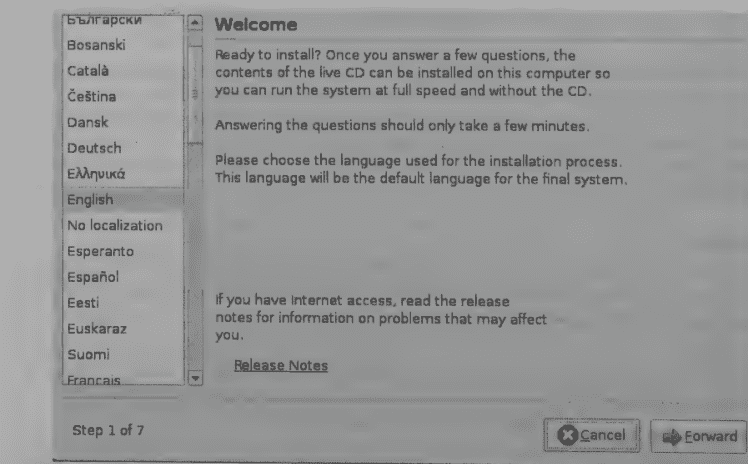 Български
Bosanski
Català
Čeština
Dansk
Deutsch
Ελληνικά
English
No localization
Esperanto
Español
Eesti
Euskaraz
Suomi
Français
Welcome
Ready to install? Once you answer a few questions, the
contents of the live CD can be installed on this computer so
you can run the system at full speed and without the CD.
Answering the questions should only take a few minutes.
Please choose the language used for the installation process.
This language will be the default language for the final system.
If you have Internet access, read the release
notes for information on problems that may affect
you.
Release Notes
Step 1 of 7
Cancel
Forward